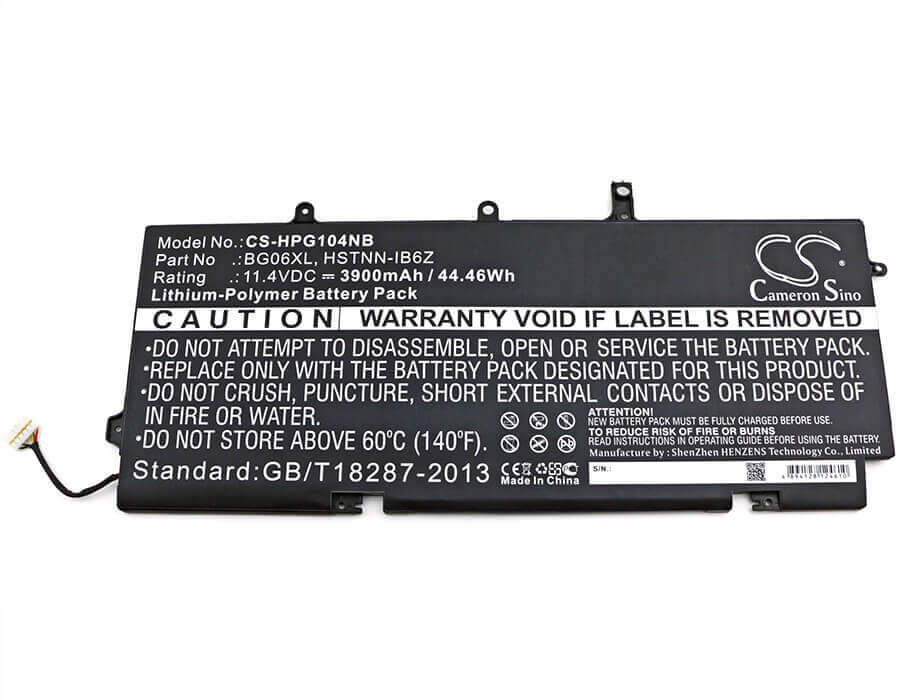 Model No.:CS-HPG104NB
Part No .:BG06XL, HSTNN-IB6Z
Rating .:11.4VDC ⎓ 3900mAh / 44.46Wh
Lithium-Polymer Battery Pack
CS
Cameron Sino
CAUTION WARRANTY VOID IF LABEL IS REMOVED
•DO NOT ATTEMPT TO DISASSEMBLE, OPEN OR SERVICE THE BATTERY PACK.
•REPLACE ONLY WITH THE BATTERY PACK DESIGNATED FOR THIS PRODUCT.
•DO NOT CRUSH, PUNCTURE, SHORT EXTERNAL CONTACTS OR DISPOSE OF
IN FIRE OR WATER.
•DO NOT STORE ABOVE 60ºC (140ºF).
Standard:GB/T18287-2013
ATTENTION!
NEW BATTERY PACK MUST BE FULLY CHARGED BEFORE USE
TO REDUCE RISK OF FIRE OR BURNS
READ INSTRUCTIONS IN OPERATING GUIDE BEFORE USING THE BATTERY.
Manufacture by : ShenZhen HENZENS Technology Co., Limited
CE
Made In China
S/N.:
4894128124610